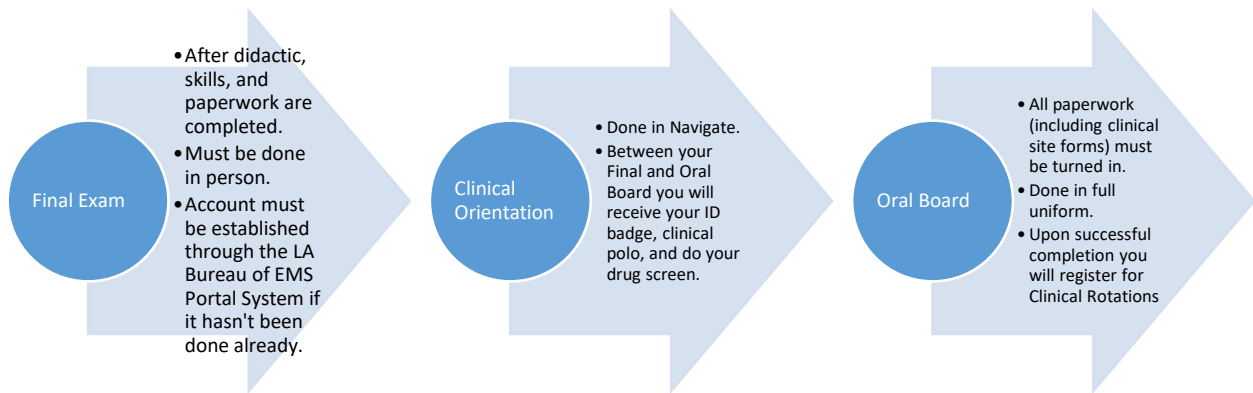 Final Exam
•After didactic,
skills, and
paperwork are
completed.
•Must be done
in person.
•Account must
be established
through the LA
Bureau of EMS
Portal System if
it hasn't been
done already.
Clinical
Orientation
• Done in Navigate.
• Between your
Final and Oral
Board you will
receive your ID
badge, clinical
polo, and do your
drug screen.
Oral Board
• All paperwork
(including clinical
site forms) must
be turned in.
• Done in full
uniform.
• Upon successful
completion you
will register for
Clinical Rotations